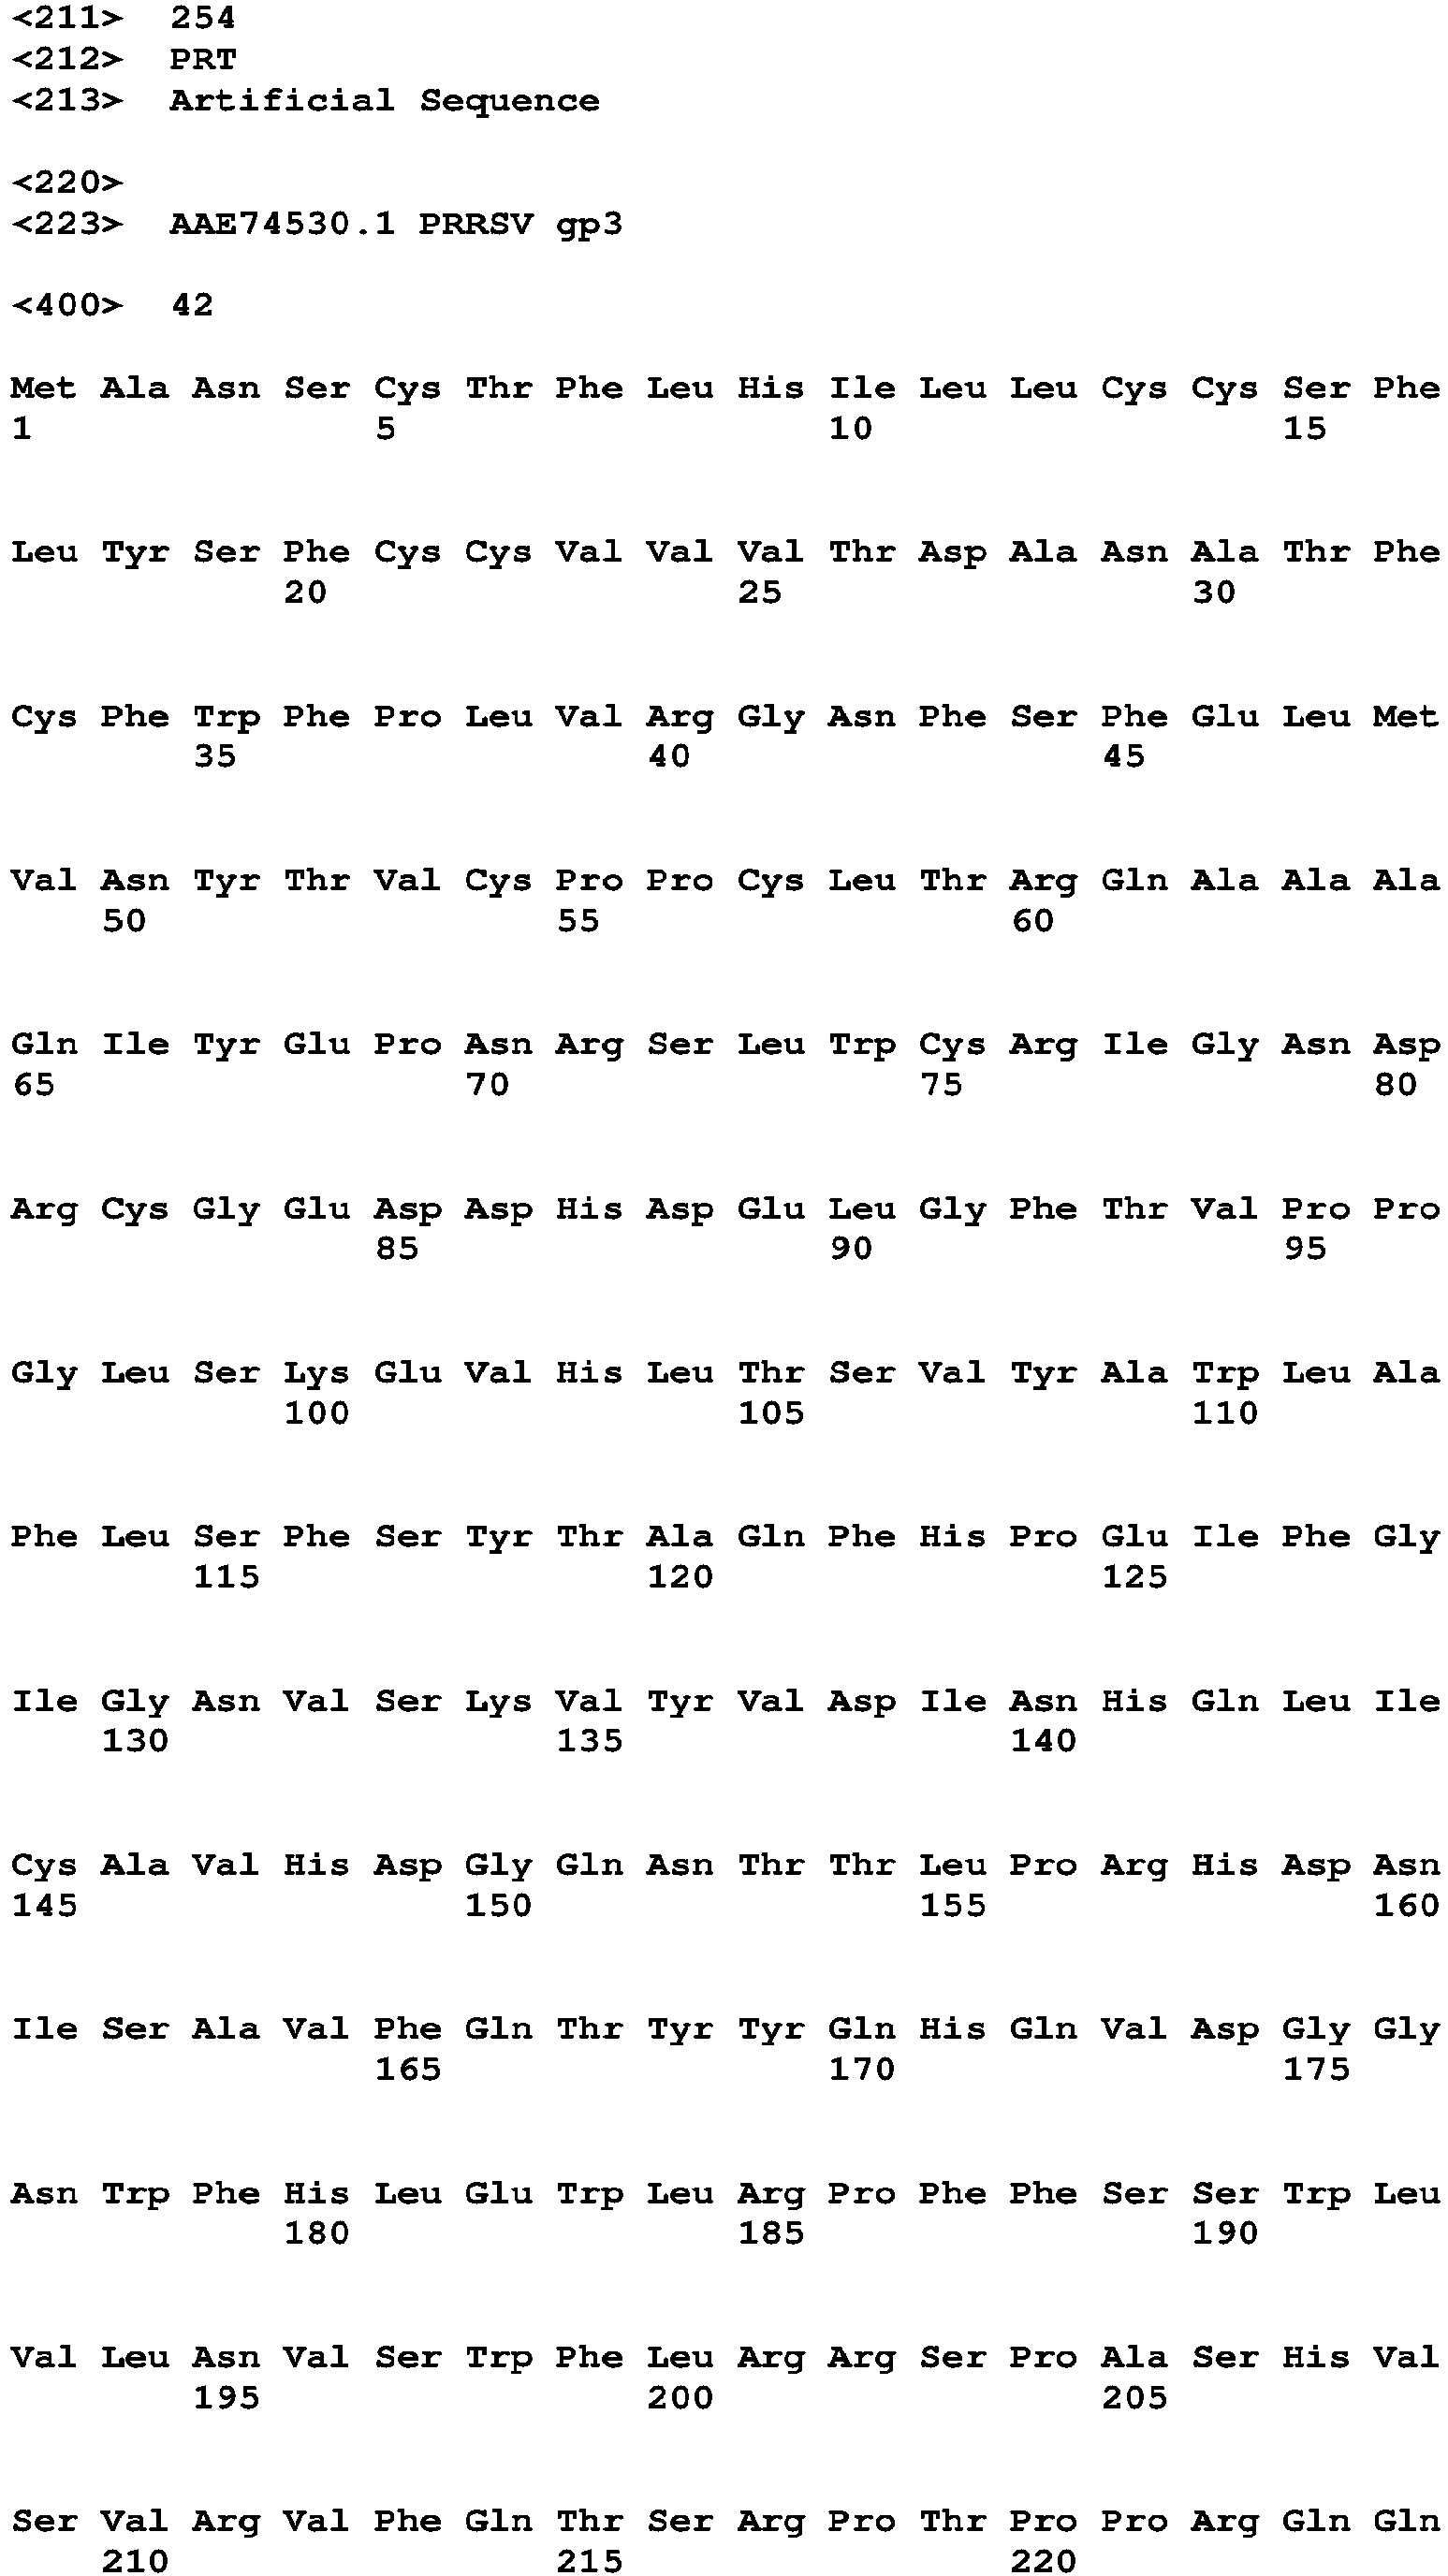 <211> 254
<212> PRT
<213> Artificial Sequence
<220>
<223> AAE74530.1 PRRSV gp3
<400> 42
Met Ala Asn Ser Cys Thr Phe Leu His Ile Leu Leu Cys Cys Ser Phe
1 5 10 15
Leu Tyr Ser Phe Cys Cys Val Val Val Thr Asp Ala Asn Ala Thr Phe
20 25 30
Cys Phe Trp Phe Pro Leu Val Arg Gly Asn Phe Ser Phe Glu Leu Met
35 40 45
Val Asn Tyr Thr Val Cys Pro Pro Cys Leu Thr Arg Gln Ala Ala Ala
50 55 60
Gln Ile Tyr Glu Pro Asn Arg Ser Leu Trp Cys Arg Ile Gly Asn Asp
65 70 75 80
Arg Cys Gly Glu Asp Asp His Asp Glu Leu Gly Phe Thr Val Pro Pro
85 90 95
Gly Leu Ser Lys Glu Val His Leu Thr Ser Val Tyr Ala Trp Leu Ala
100 105 110
Phe Leu Ser Phe Ser Tyr Thr Ala Gln Phe His Pro Glu Ile Phe Gly
115 120 125
Ile Gly Asn Val Ser Lys Val Tyr Val Asp Ile Asn His Gln Leu Ile
130 135 140
Cys Ala Val His Asp Gly Gln Asn Thr Thr Leu Pro Arg His Asp Asn
145 150 155 160
Ile Ser Ala Val Phe Gln Thr Tyr Tyr Gln His Gln Val Asp Gly Gly
165 170 175
Asn Trp Phe His Leu Glu Trp Leu Arg Pro Phe Phe Ser Ser Trp Leu
180 185 190
Val Leu Asn Val Ser Trp Phe Leu Arg Arg Ser Pro Ala Ser His Val
195 200 205
Ser Val Arg Val Phe Gln Thr Ser Arg Pro Thr Pro Pro Arg Gln Gln
210 215 220